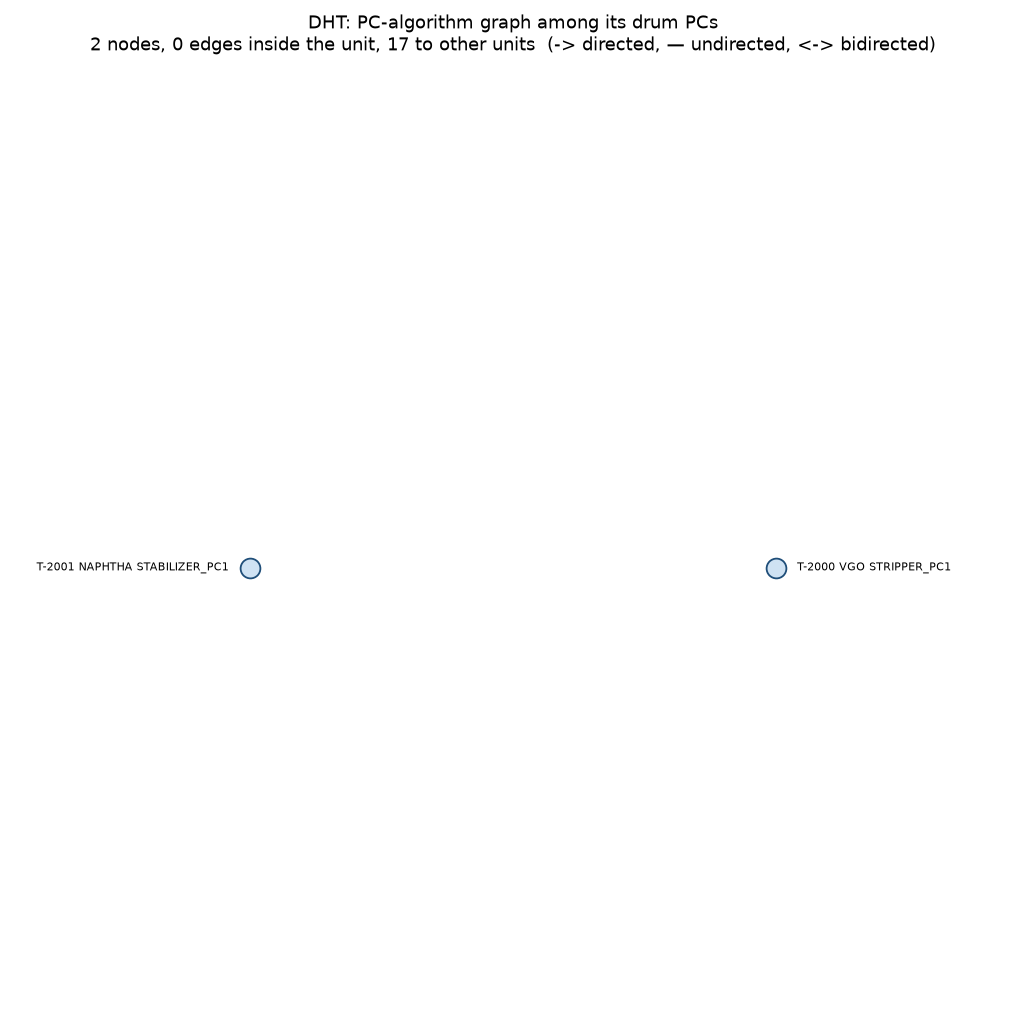 DHT: PC-algorithm graph among its drum PCs
2 nodes, 0 edges inside the unit, 17 to other units  (-> directed, — undirected, <-> bidirected)
T-2001 NAPHTHA STABILIZER_PC1
T-2000 VGO STRIPPER_PC1